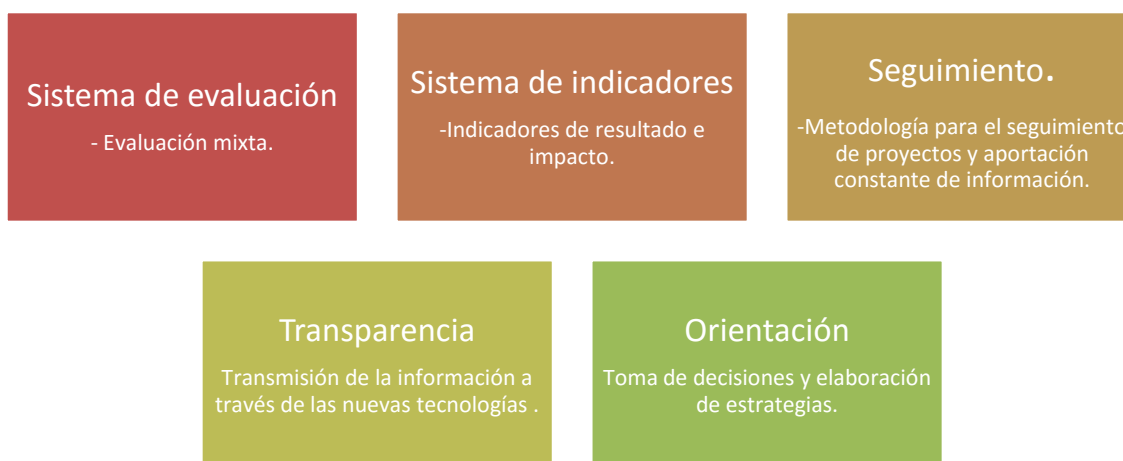 Sistema de evaluación
- Evaluación mixta.
Sistema de indicadores
-Indicadores de resultado e
impacto.
Seguimiento.
-Metodología para el seguimiento
de proyectos y aportación
constante de información.
Transparencia
Transmisión de la información a
través de las nuevas tecnologías .
Orientación
Toma de decisiones y elaboración
de estrategias.